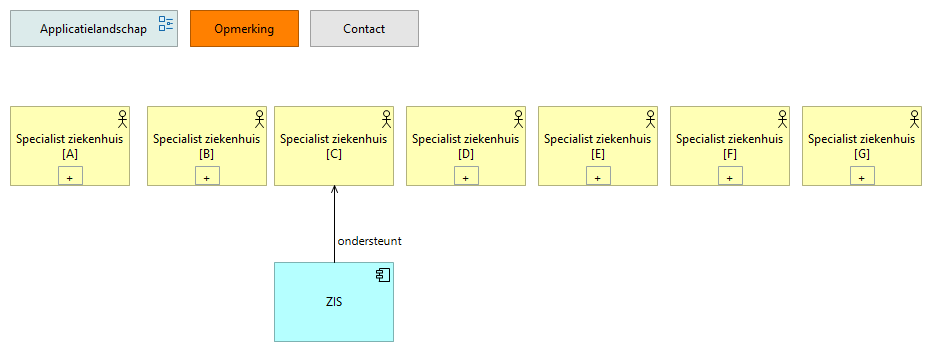 Applicatielandschap
Opmerking
Contact
Specialist ziekenhuis
[A]
+
Specialist ziekenhuis
[B]
+
Specialist ziekenhuis
[C]
Specialist ziekenhuis
[D]
+
Specialist ziekenhuis
[E]
+
Specialist ziekenhuis
[F]
+
Specialist ziekenhuis
[G]
+
ondersteunt
ZIS